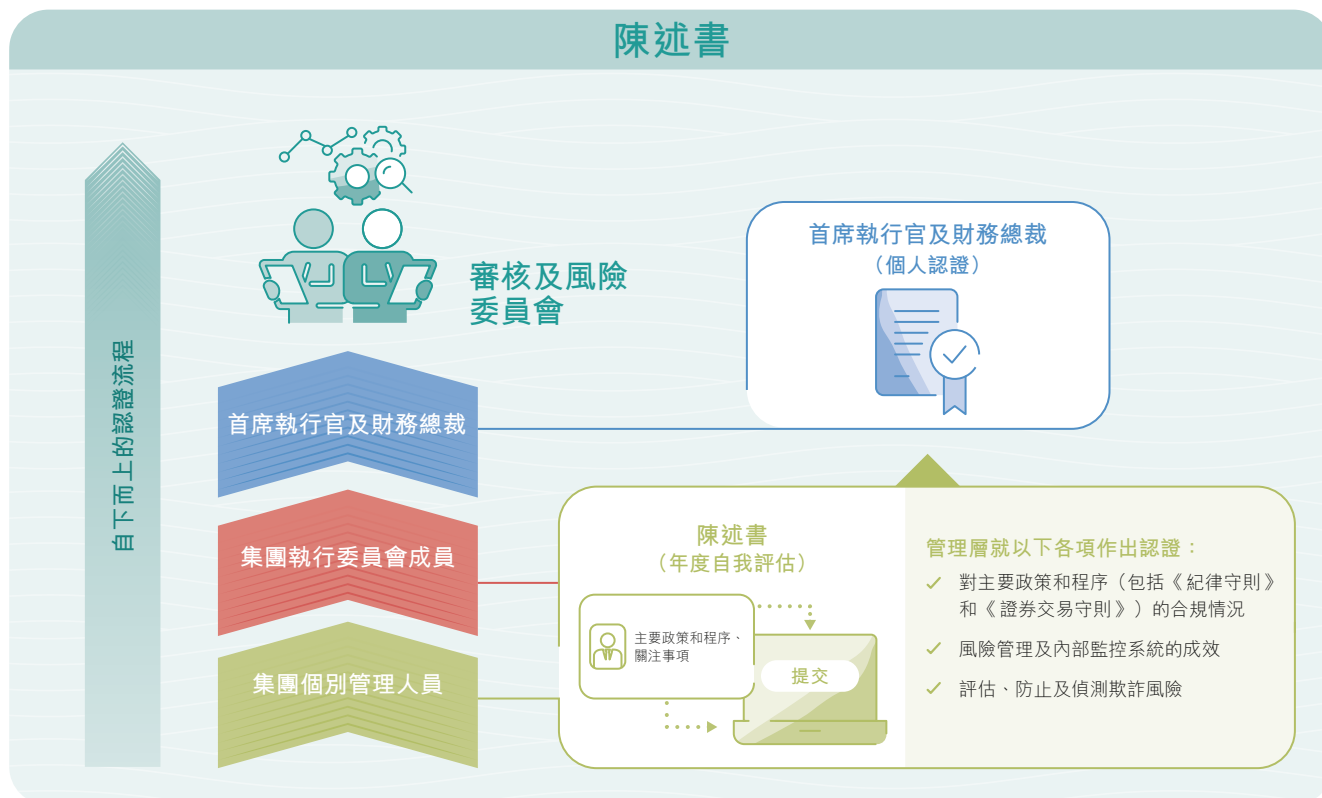 陳述書
自下而上的認證流程
審核及風險
委員會
首席執行官及財務總裁
（個人認證）
首席執行官及財務總裁
集團執行委員會成員
集團個別管理人員
陳述書
（年度自我評估）
主要政策和程序、
關注事項
提交
管理層就以下各項作出認證：
對主要政策和程序（包括《紀律守則》
和《證券交易守則》）的合規情況
風險管理及內部監控系統的成效
評估、防止及偵測欺詐風險